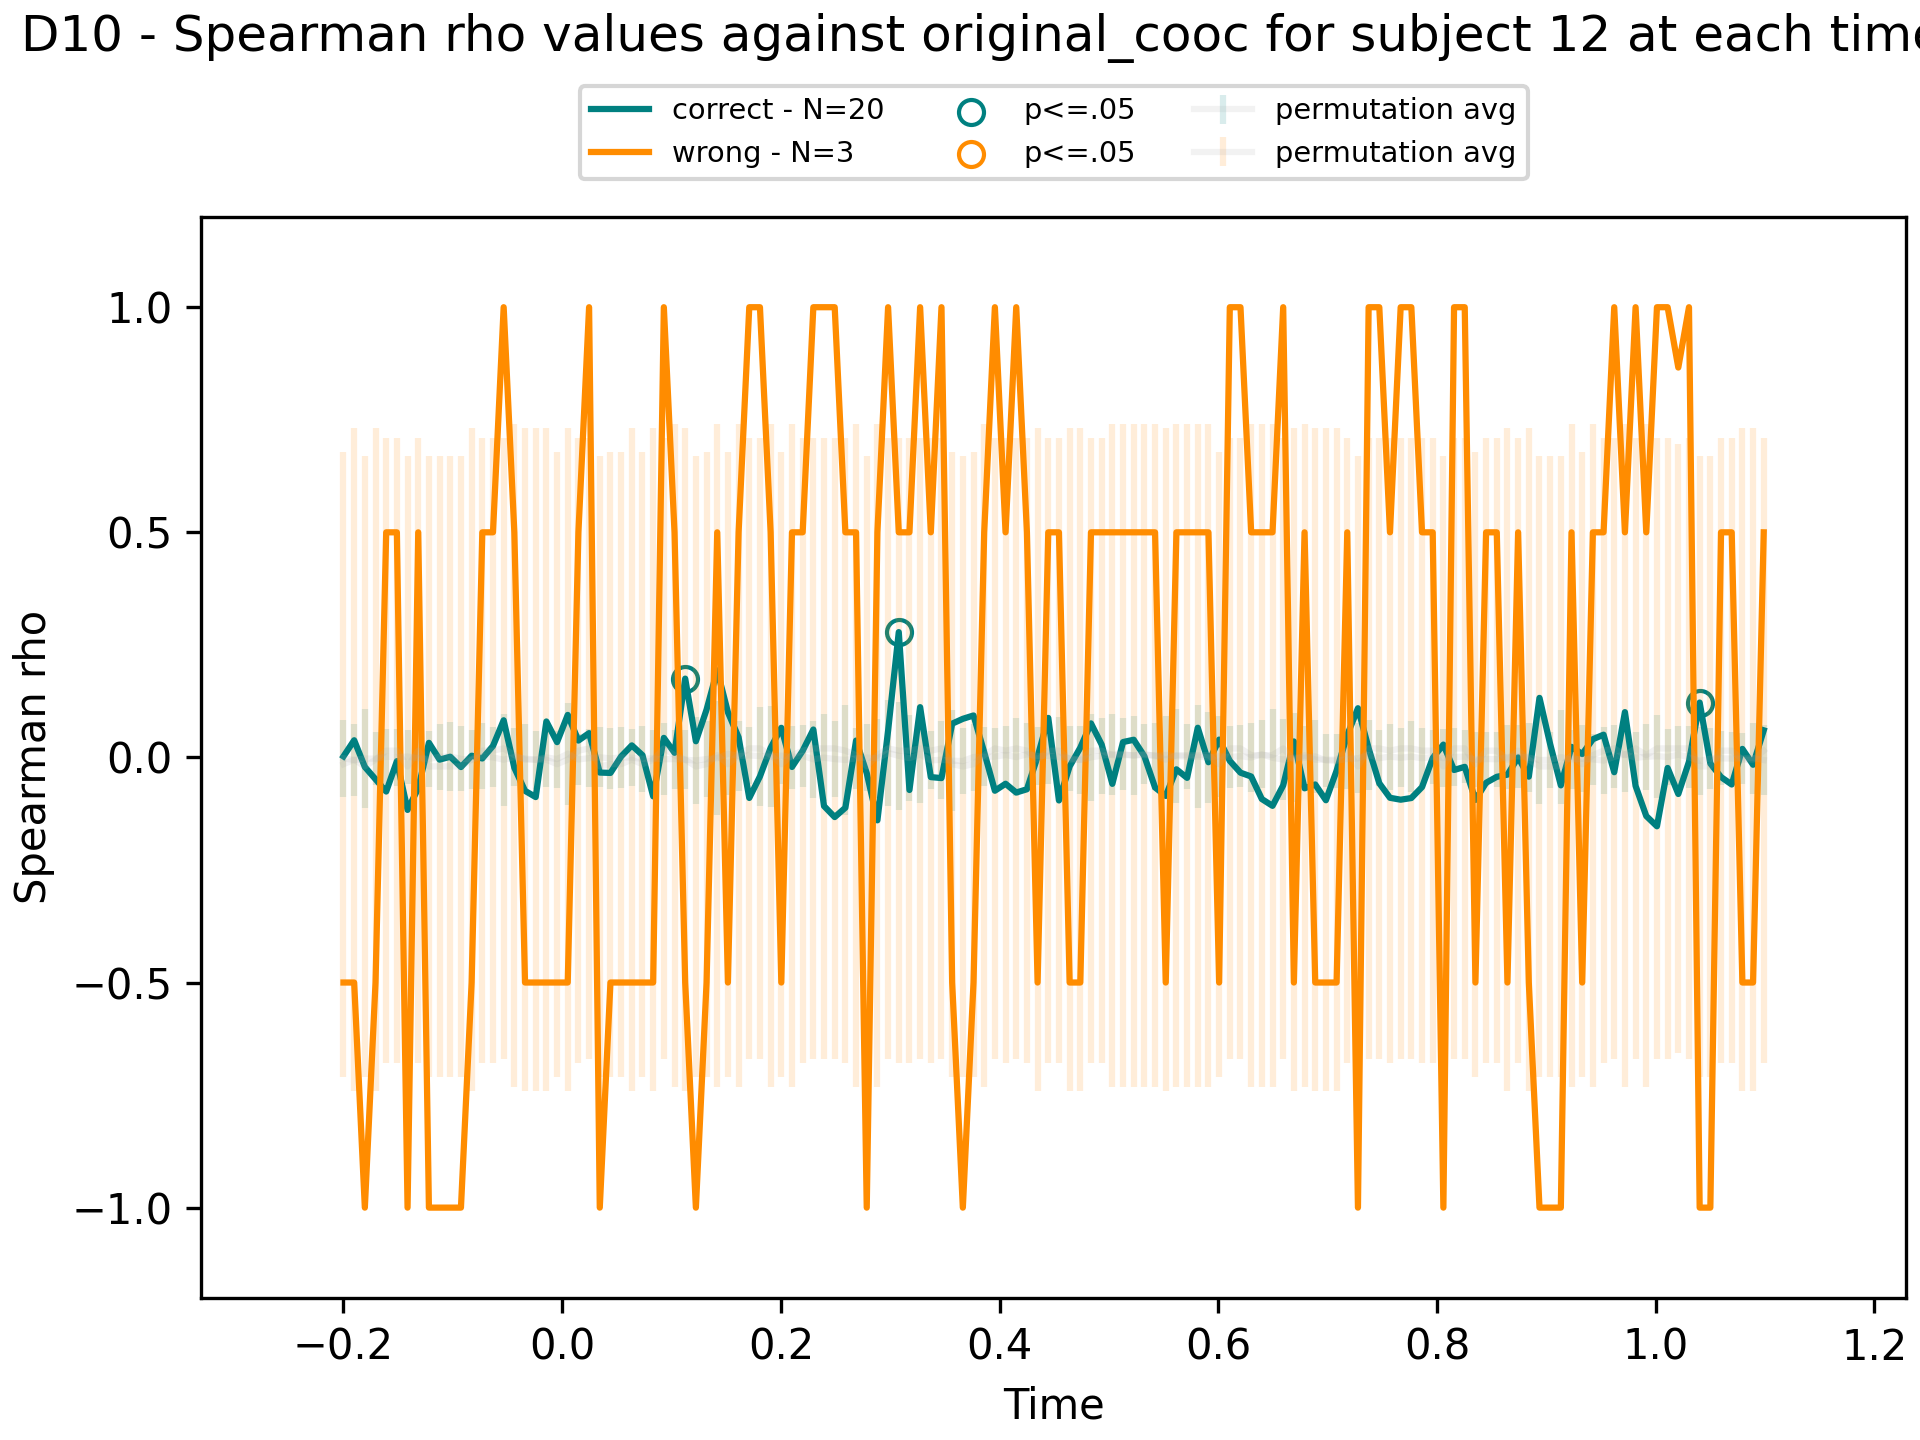 D10 - Spearman rho values against original_cooc for subject 12 at each
correct - N=20
wrong - N=3
p<=.05
p<=.05
permutation avg
permutation avg
1.0
0.5
0.0
−0.5
−1.0
Spearman rho
−0.2 0.0 0.2 0.4 0.6 0.8 1.0 1.2
Time